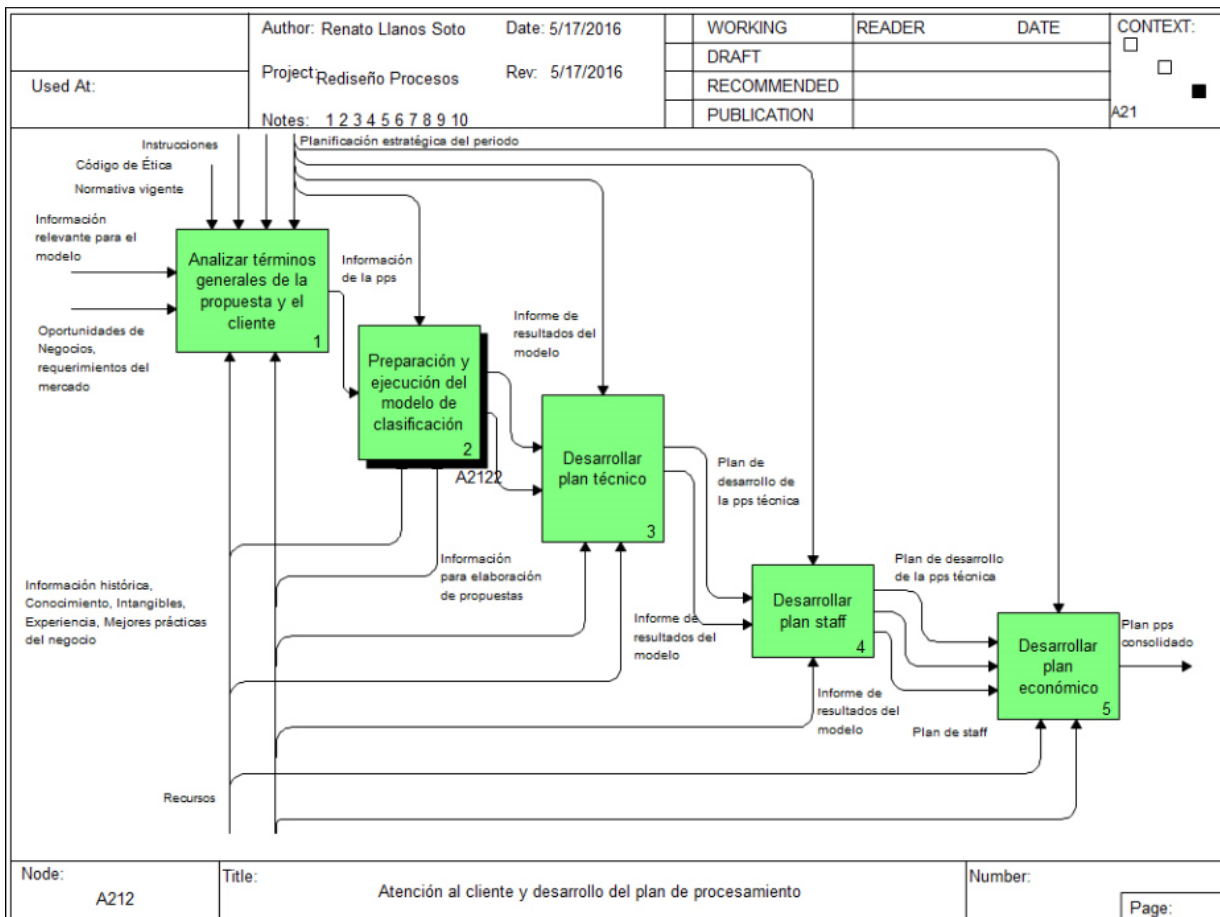 Used At:
Author: Renato Llanos Soto
Date: 5/17/2016
Project: Rediseño Procesos
Rev: 5/17/2016
Notes: 1 2 3 4 5 6 7 8 9 10
WORKING
DRAFT
RECOMMENDED
PUBLICATION
READER
DATE
CONTEXT:
A21
Instrucciones
Código de Ética
Normativa vigente
Planificación estratégica del periodo
Información
relevante para el
modelo
Oportunidades de
Negocios,
requerimientos del
mercado
Analizar términos
generales de la
propuesta y el
cliente
1
Información
de la pps
Preparación y
ejecución del
modelo de
clasificación
2
A2122
Informe de
resultados del
modelo
Información
para elaboración
de propuestas
Desarrollar
plan técnico
3
Plan de
desarrollo de
la pps técnica
Informe de
resultados del
modelo
Desarrollar
plan staff
4
Plan de desarrollo
de la pps técnica
Informe de
resultados del
modelo
Plan de staff
Desarrollar
plan
económico
5
Plan pps
consolidado
Información histórica,
Conocimiento, Intangibles,
Experiencia, Mejores prácticas
del negocio
Recursos
Node:
A212
Title:
Atención al cliente y desarrollo del plan de procesamiento
Number:
Page: